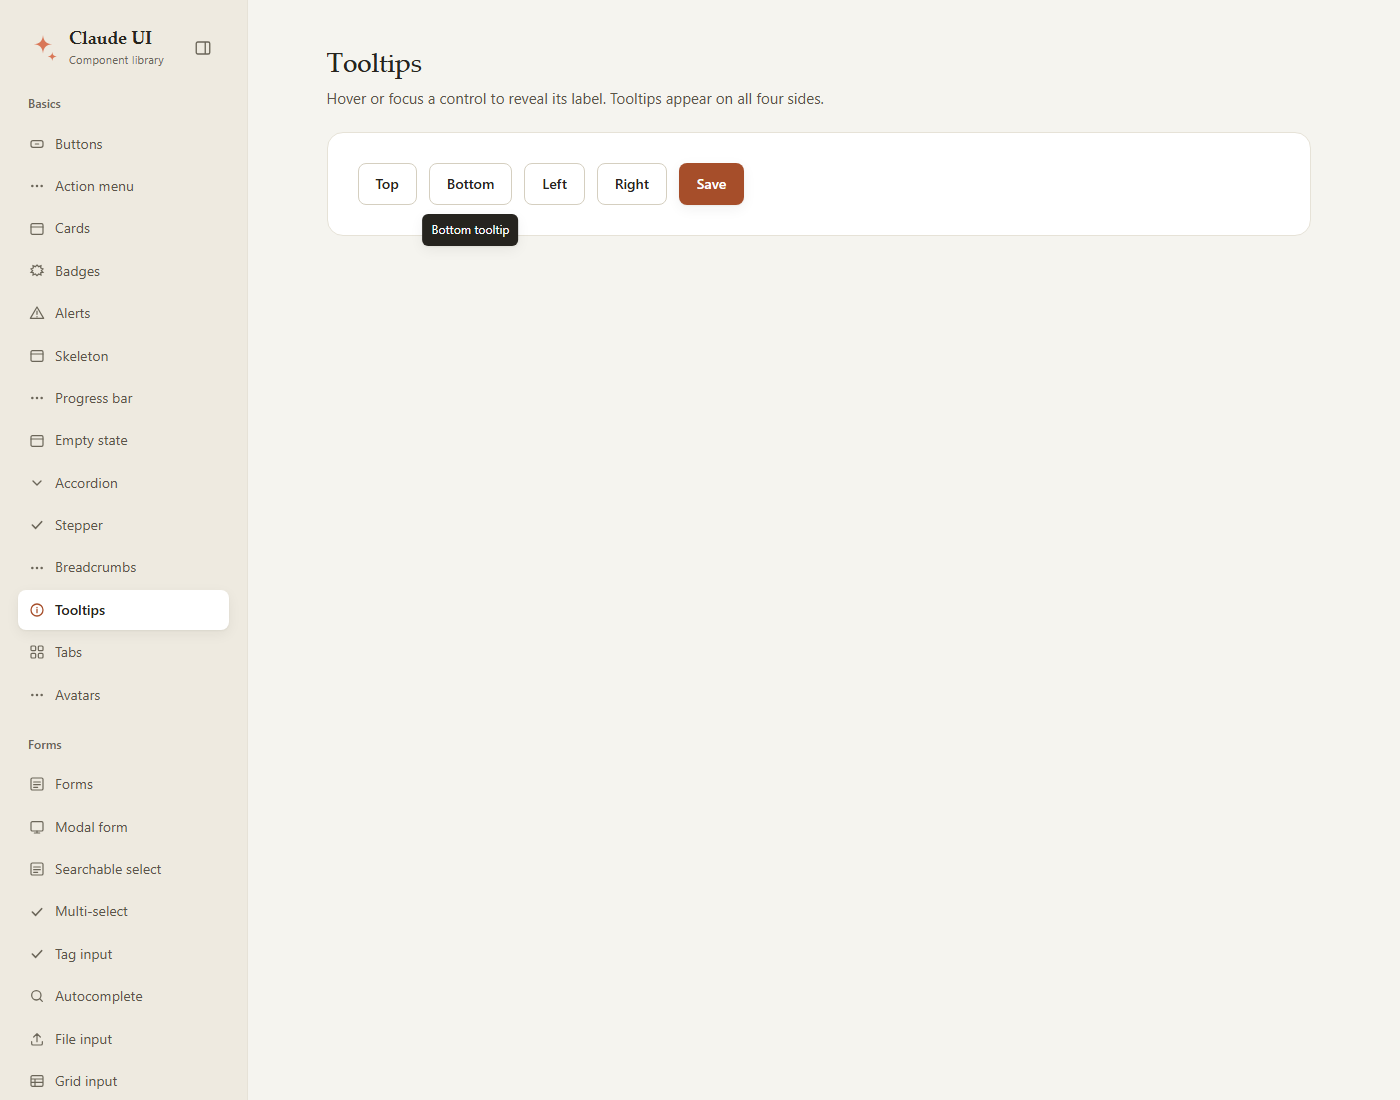 Claude UI
Component library
Basics
Buttons
Action menu
Cards
Badges
Alerts
Skeleton
Progress bar
Empty state
Accordion
Stepper
Breadcrumbs
Tooltips
Tabs
Avatars
Forms
Forms
Modal form
Searchable select
Multi-select
Tag input
Autocomplete
File input
Grid input
Tooltips
Hover or focus a control to reveal its label. Tooltips appear on all four sides.
Top Bottom Left Right Save
Bottom tooltip